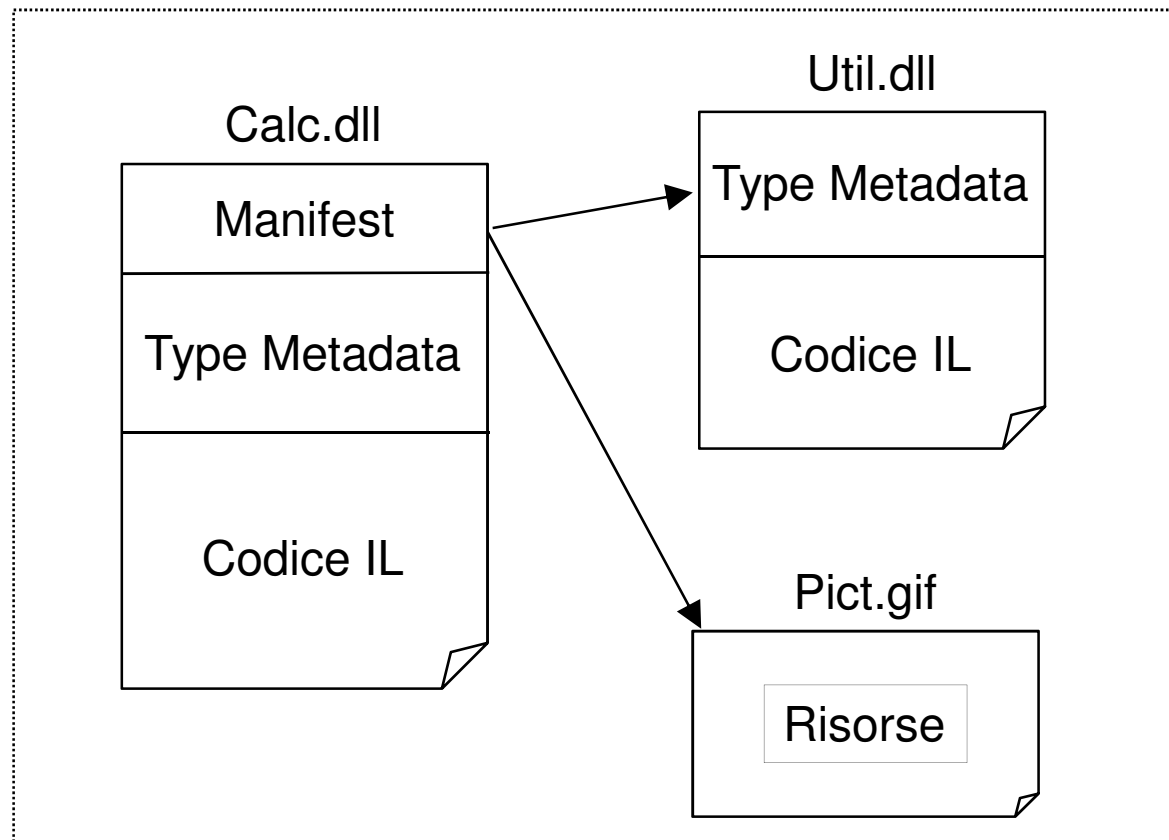 Calc.dll
Manifest
Type Metadata
Codice IL
Util.dll
Type Metadata
Codice IL
Pict.gif
Risorse